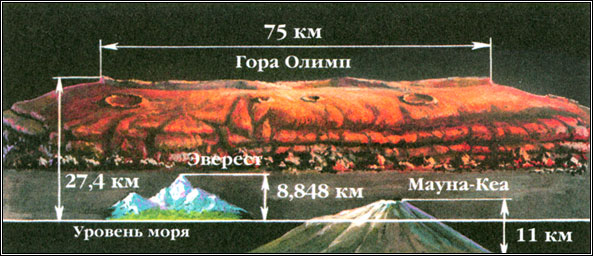 75 км
Гора Олимп
Эверест
27,4 км
8,848 км
Мауна-Кеа
Уровень моря
11 км